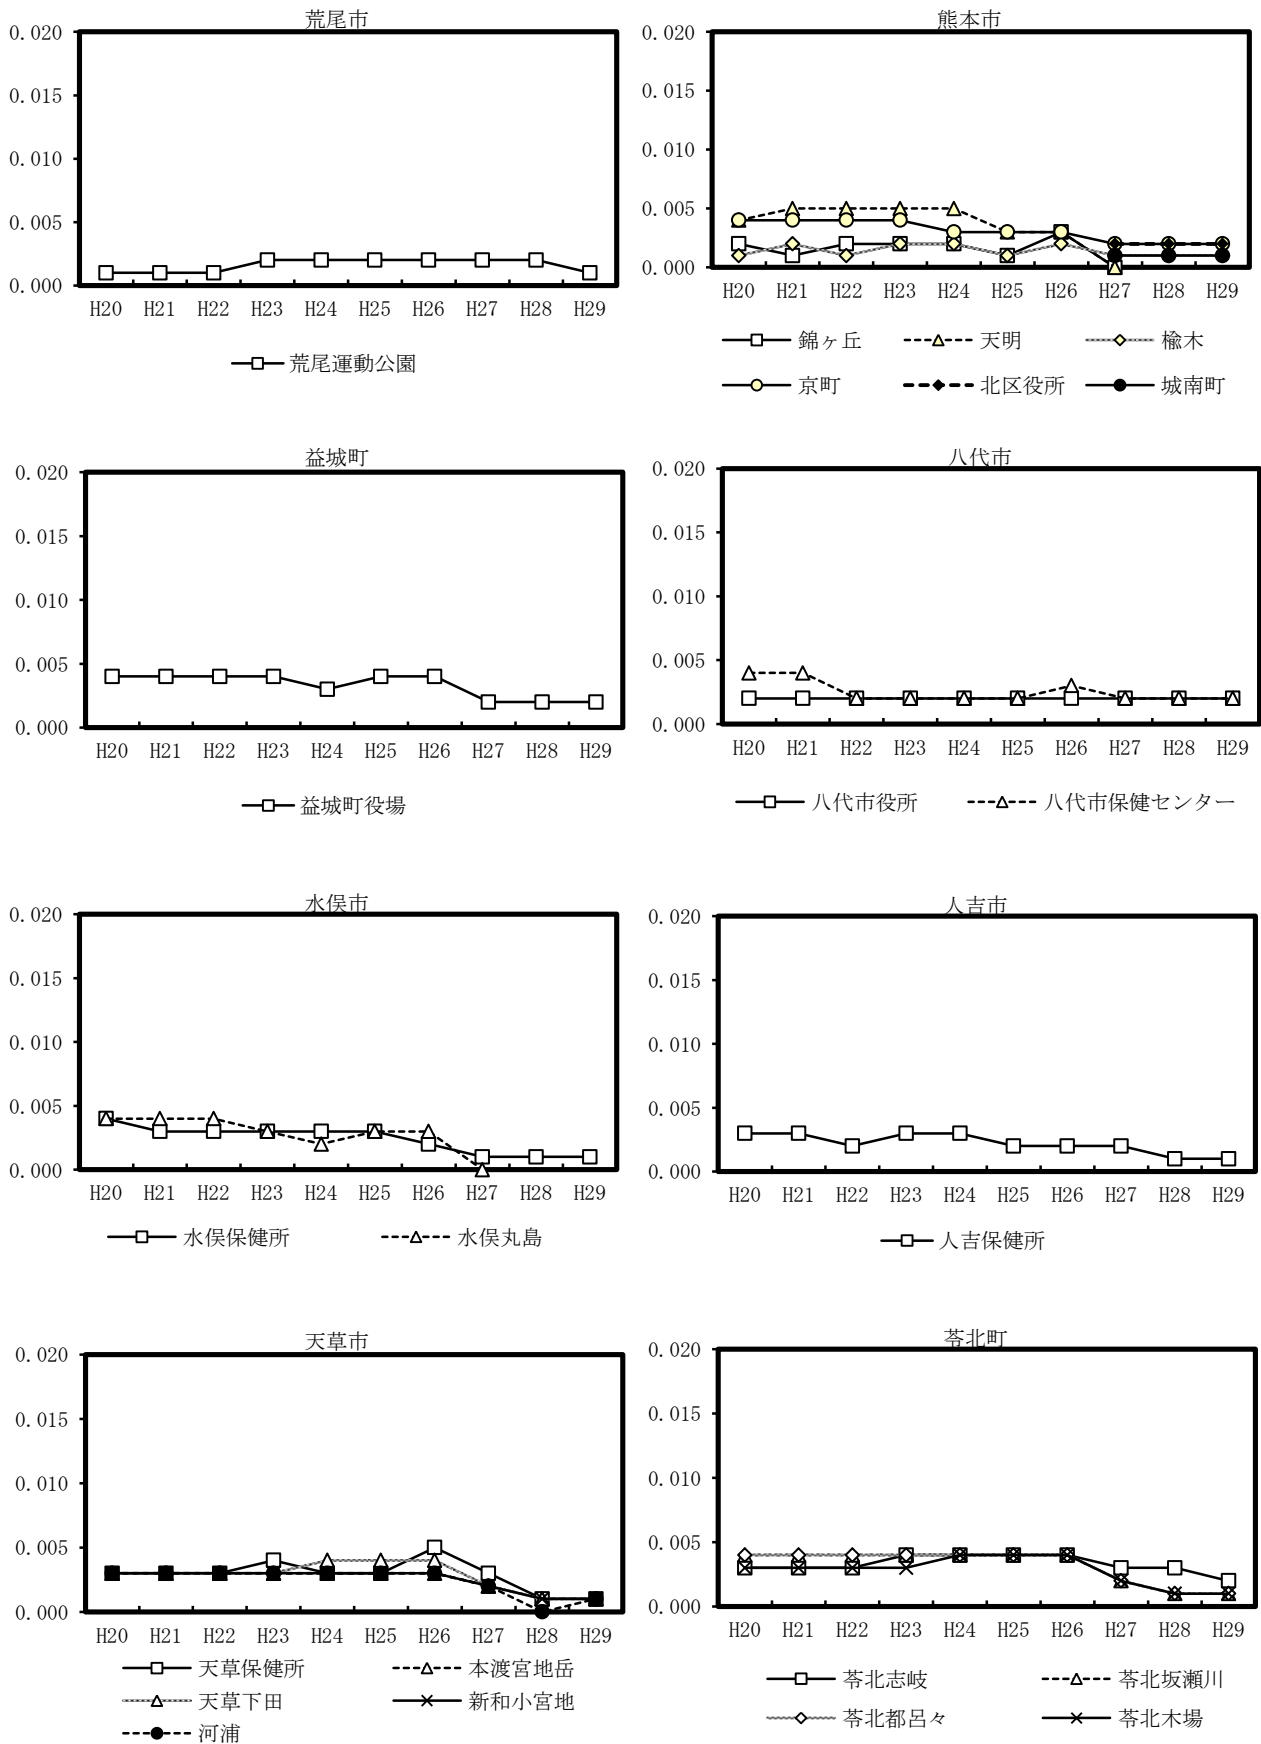 荒尾市
0.020
0.015
0.010
0.005
0.000
H20 H21 H22 H23 H24 H25 H26 H27 H28 H29
荒尾運動公園
熊本市
0.020
0.015
0.010
0.005
0.000
H20 H21 H22 H23 H24 H25 H26 H27 H28 H29
錦ヶ丘 天明 楡木
京町 北区役所 城南町
益城町
0.020
0.015
0.010
0.005
0.000
H20 H21 H22 H23 H24 H25 H26 H27 H28 H29
益城町役場
八代市
0.020
0.015
0.010
0.005
0.000
H20 H21 H22 H23 H24 H25 H26 H27 H28 H29
八代市役所 八代市保健センター
水俣市
0.020
0.015
0.010
0.005
0.000
H20 H21 H22 H23 H24 H25 H26 H27 H28 H29
水俣保健所 水俣丸島
人吉市
0.020
0.015
0.010
0.005
0.000
H20 H21 H22 H23 H24 H25 H26 H27 H28 H29
人吉保健所
天草市
0.020
0.015
0.010
0.005
0.000
H20 H21 H22 H23 H24 H25 H26 H27 H28 H29
天草保健所 本渡宮地岳
天草下田 新和小宮地
河浦
苓北町
0.020
0.015
0.010
0.005
0.000
H20 H21 H22 H23 H24 H25 H26 H27 H28 H29
苓北志岐 苓北坂瀬川
苓北都呂々 苓北木場